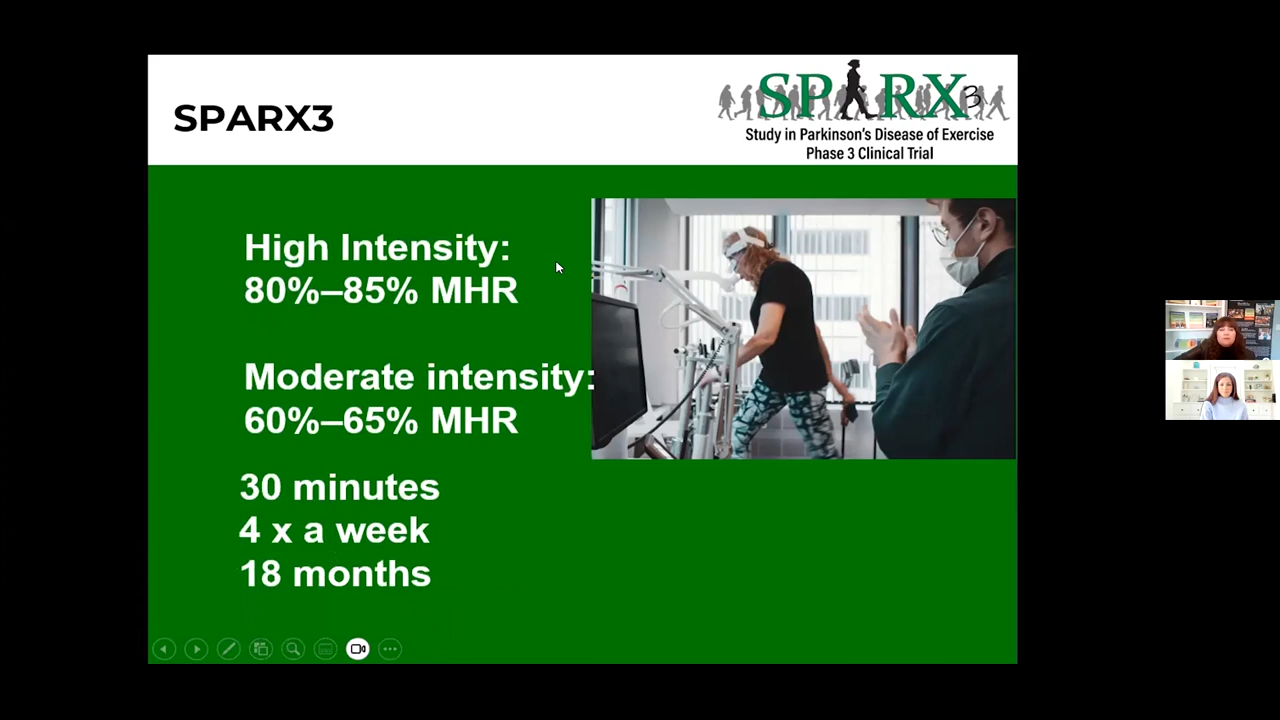 SPARX3
SPARX3
Study in Parkinson's Disease of Exercise
Phase 3 Clinical Trial
High Intensity:
80%–85% MHR
Moderate intensity:
60%–65% MHR
30 minutes
4 x a week
18 months